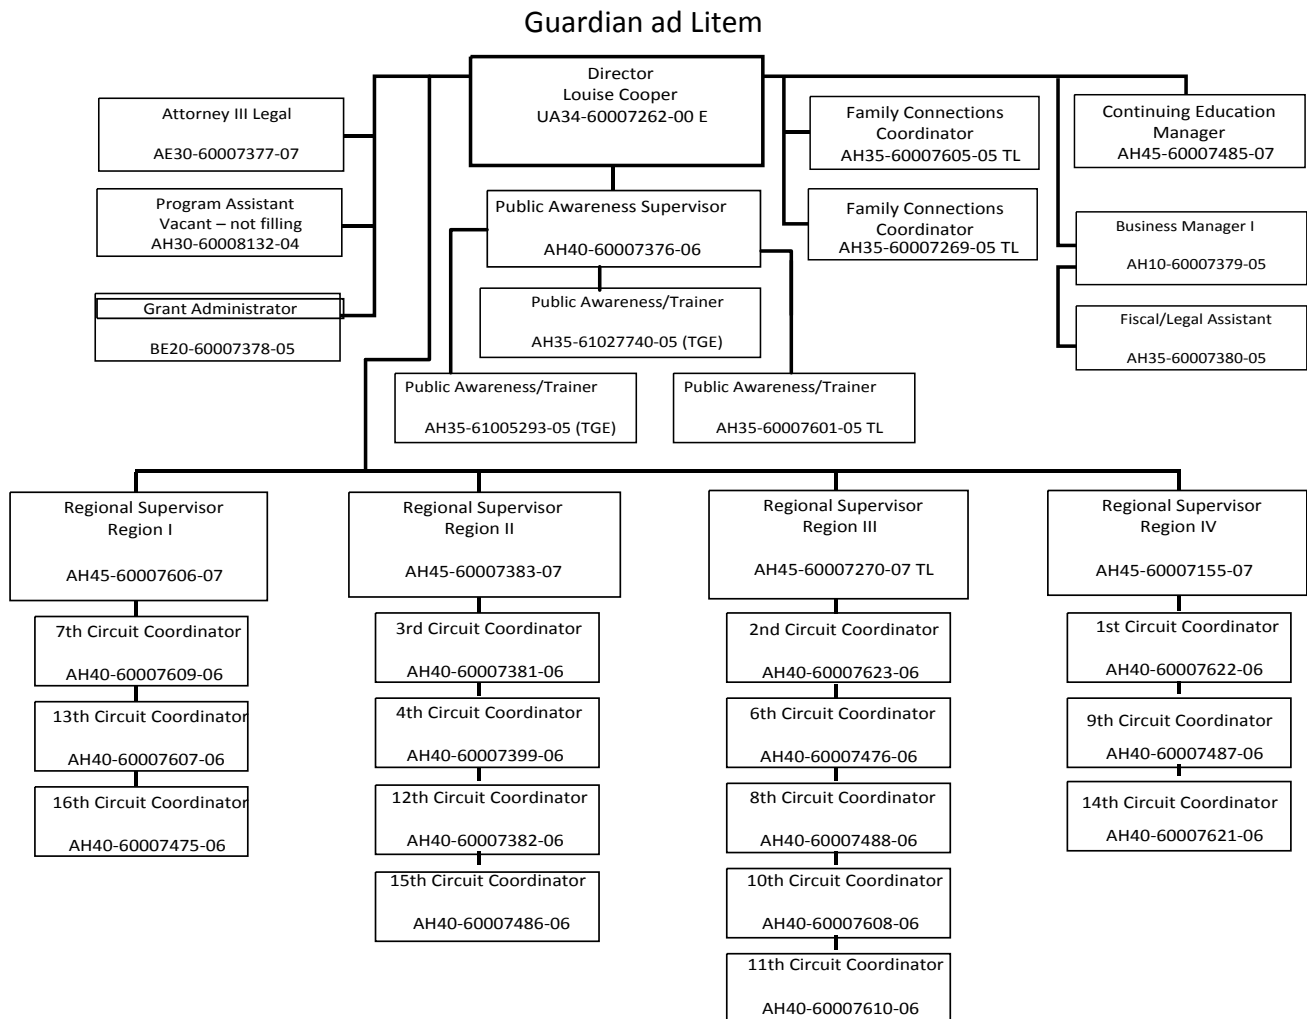 Guardian ad Litem
Director
Louise Cooper
UA34-60007262-00 E
Attorney III Legal
AE30-60007377-07
Program Assistant
Vacant – not filling
AH30-60008132-04
Grant Administrator
BE20-60007378-05
Family Connections
Coordinator
AH35-60007605-05 TL
Family Connections
Coordinator
AH35-60007269-05 TL
Continuing Education
Manager
AH45-60007485-07
Business Manager I
AH10-60007379-05
Fiscal/Legal Assistant
AH35-60007380-05
Public Awareness Supervisor
AH40-60007376-06
Public Awareness/Trainer
AH35-61027740-05 (TGE)
Public Awareness/Trainer
AH35-61005293-05 (TGE)
Public Awareness/Trainer
AH35-60007601-05 TL
Regional Supervisor
Region I
AH45-60007606-07
7th Circuit Coordinator
AH40-60007609-06
13th Circuit Coordinator
AH40-60007607-06
16th Circuit Coordinator
AH40-60007475-06
Regional Supervisor
Region II
AH45-60007383-07
3rd Circuit Coordinator
AH40-60007381-06
4th Circuit Coordinator
AH40-60007399-06
12th Circuit Coordinator
AH40-60007382-06
15th Circuit Coordinator
AH40-60007486-06
Regional Supervisor
Region III
AH45-60007270-07 TL
2nd Circuit Coordinator
AH40-60007623-06
6th Circuit Coordinator
AH40-60007476-06
8th Circuit Coordinator
AH40-60007488-06
10th Circuit Coordinator
AH40-60007608-06
11th Circuit Coordinator
AH40-60007610-06
Regional Supervisor
Region IV
AH45-60007155-07
1st Circuit Coordinator
AH40-60007622-06
9th Circuit Coordinator
AH40-60007487-06
14th Circuit Coordinator
AH40-60007621-06